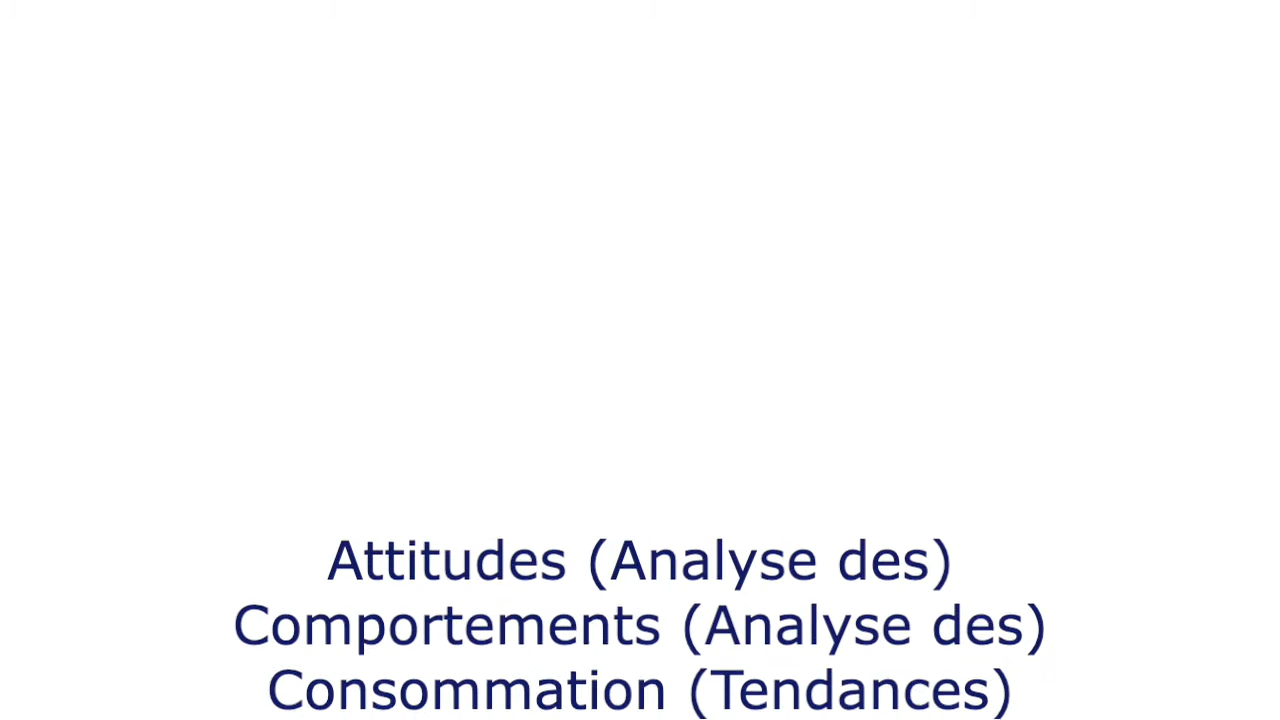 Attitudes (Analyse des)
Comportements (Analyse des)
Consommation (Tendances)